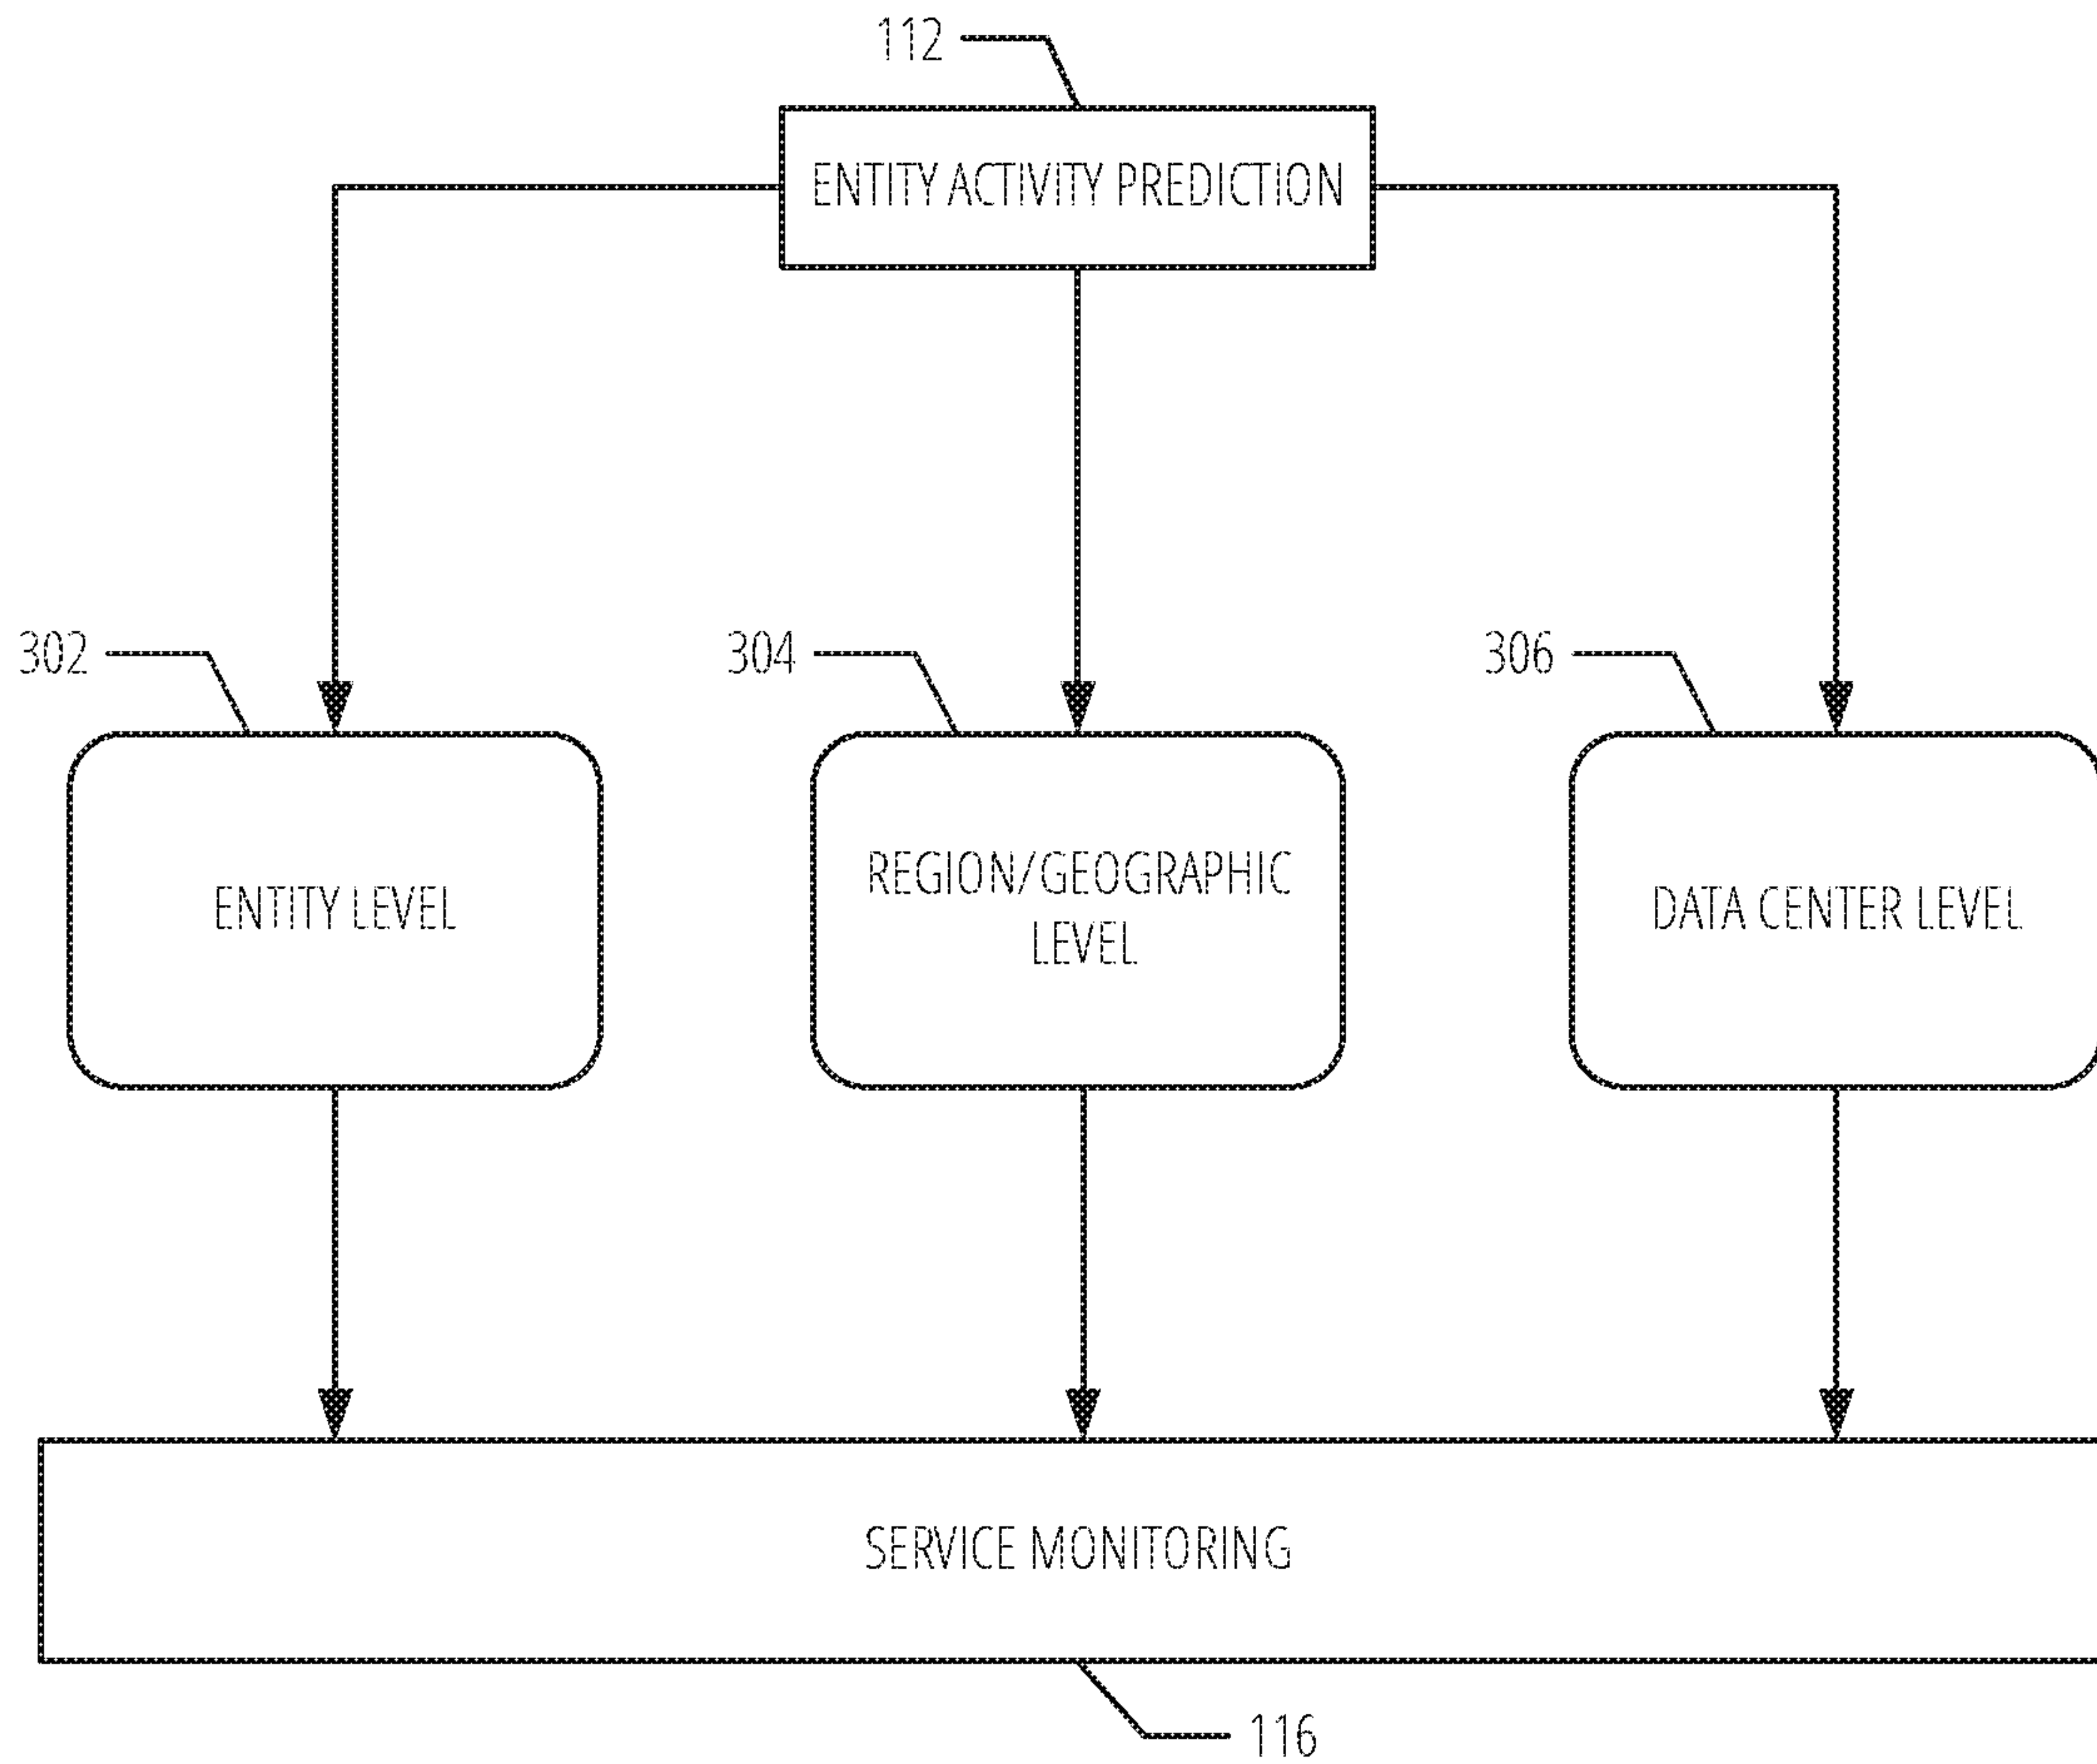 112
ENTITY ACTIVITY PREDICTION
302
304
306
ENTITY LEVEL
REGION/GEOGRAPHIC
LEVEL
DATA CENTER LEVEL
SERVICE MONITORING
116